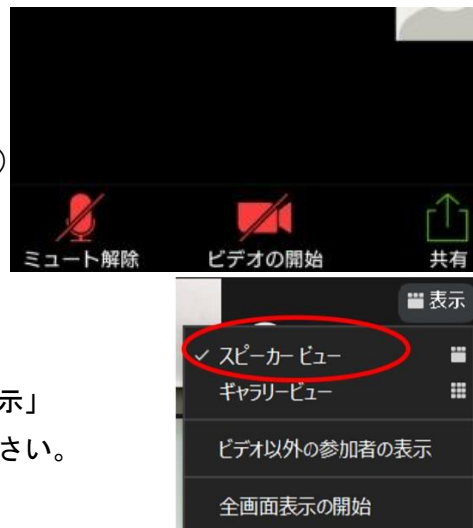 ）
ミュート解除 ビデオの開始 共有
表示
✓ スピーカー ビュー
ギャラリービュー
示」
ビデオ以外の参加者の表示
さい。
全画面表示の開始